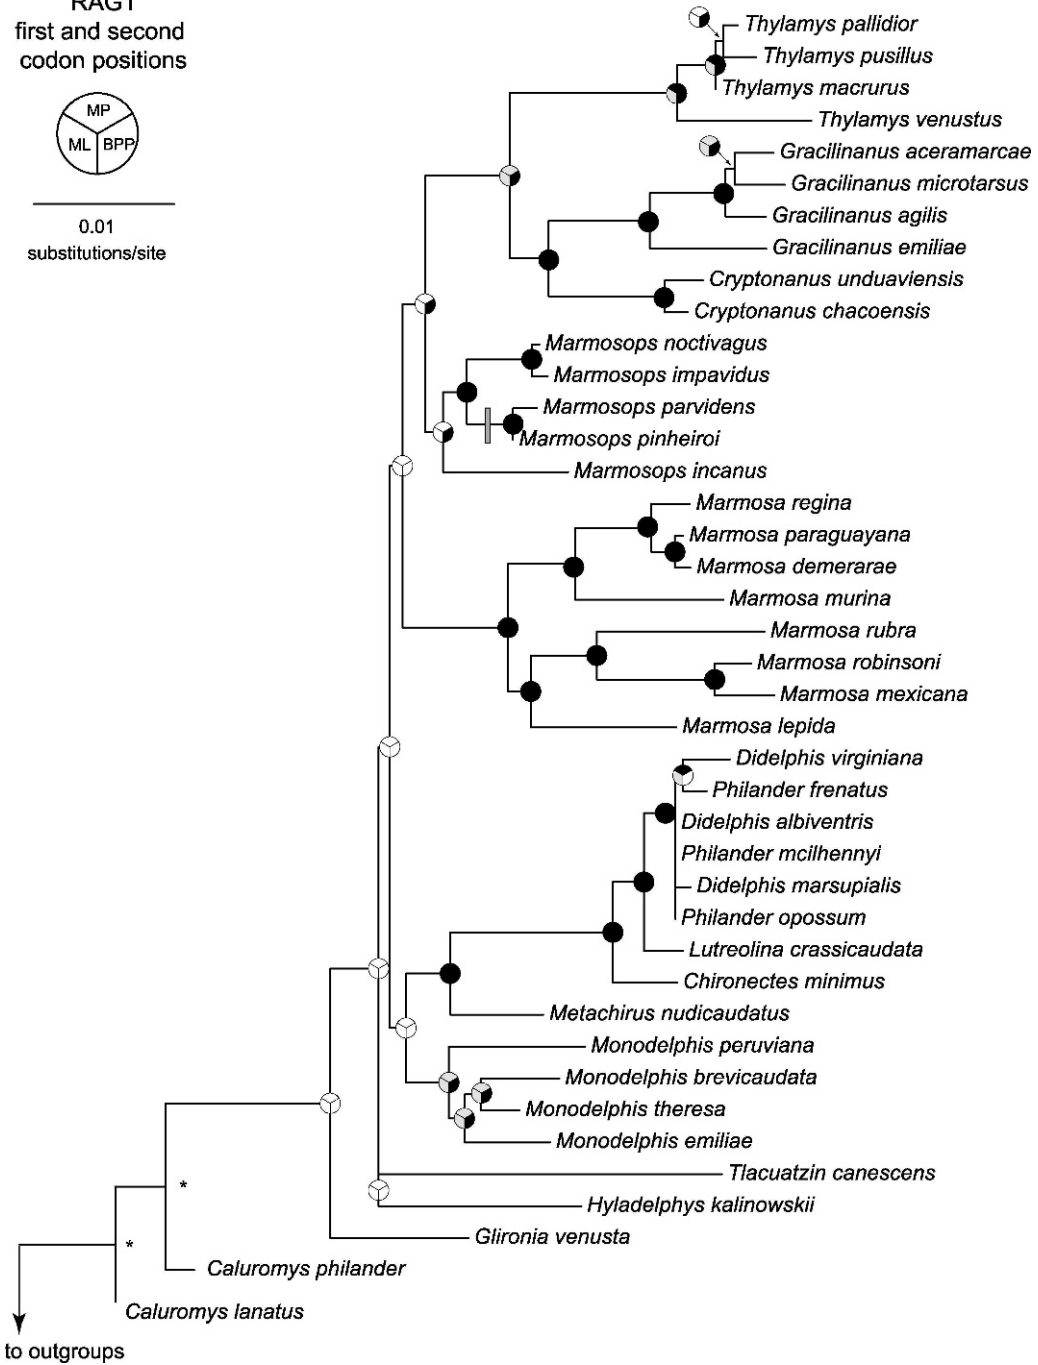 RAG1
first and second
codon positions
MP
ML
BPP
0.01
substitutions/site
Thylamys pallidior
Thylamys pusillus
Thylamys macrurus
Thylamys venustus
Gracilinanus aceramarcae
Gracilinanus microtarsus
Gracilinanus agilis
Gracilinanus emiliae
Cryptonanus unduaviensis
Cryptonanus chacoensis
Marmosops noctivagus
Marmosops impavidus
Marmosops parvidens
Marmosops pinheiroi
Marmosops incanus
Marmosa regina
Marmosa paraguayana
Marmosa demerarae
Marmosa murina
Marmosa rubra
Marmosa robinsoni
Marmosa mexicana
Marmosa lepida
Didelphis virginiana
Philander frenatus
Didelphis albiventris
Philander mcilhennyi
Didelphis marsupialis
Philander opossum
Lutreolina crassicaudata
Chironectes minimus
Metachirus nudicaudatus
Monodelphis peruviana
Monodelphis brevicaudata
Monodelphis theresa
Monodelphis emiliae
Tlacuatzin canescens
*
Hyladelphys kalinowskii
Glironia venusta
*
Caluromys philander
Caluromys lanatus
to outgroups